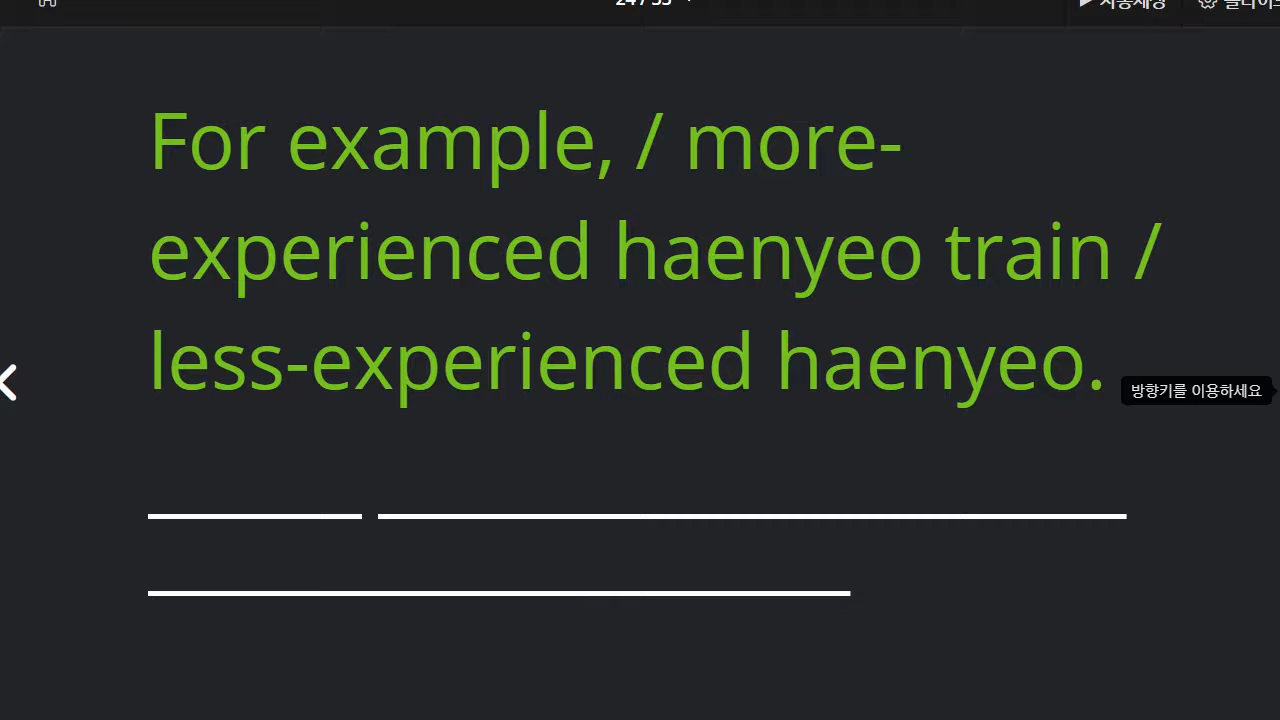 For example, / more-
experienced haenyeo train /
less-experienced haenyeo.
방향키를 이용하세요